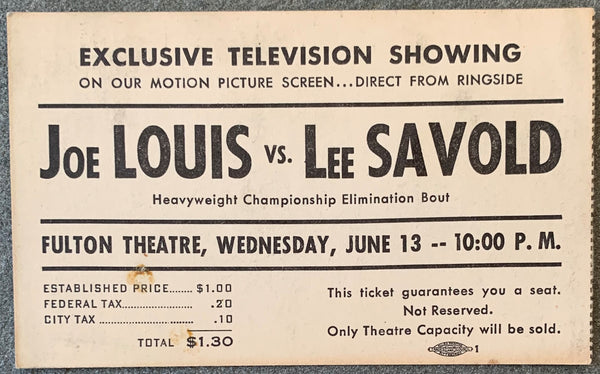 EXCLUSIVE TELEVISION SHOWING
ON OUR MOTION PICTURE SCREEN...DIRECT FROM RINGSIDE
JOE LOUIS VS. LEE SAVOLD
Heavyweight Championship Elimination Bout
FULTON THEATRE, WEDNESDAY, JUNE 13 -- 10:00 P. M.
ESTABLISHED PRICE....... $1.00
FEDERAL TAX.................. .20
CITY TAX ........................ .10
TOTAL $1.30
This ticket guarantees you a seat.
Not Reserved.
Only Theatre Capacity will be sold.
1